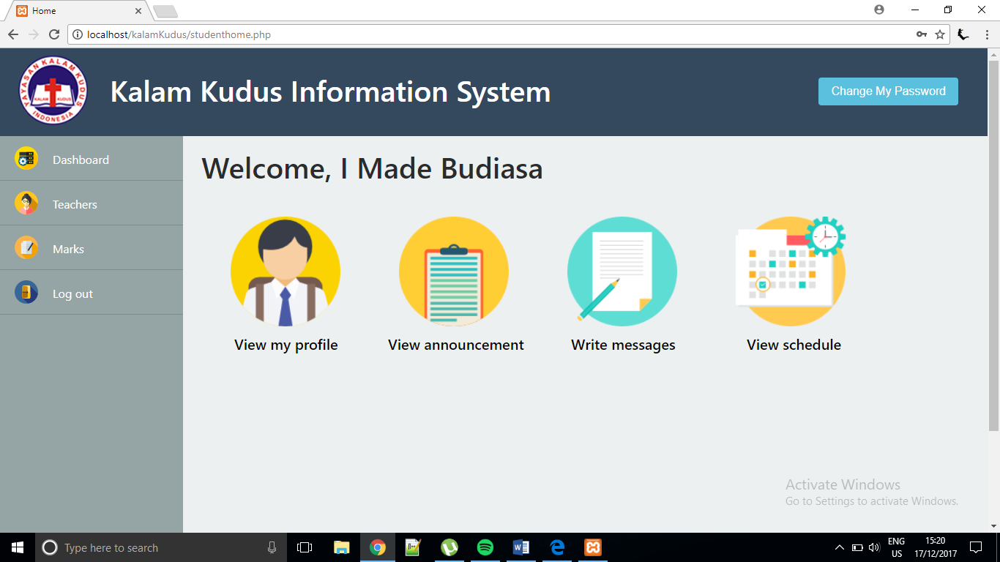 Home
localhost/kalamKudus/studenthome.php
YAYASAN KALAM KUDUS
KALAM KUDUS
INDONESIA
Kalam Kudus Information System
Change My Password
Dashboard
Teachers
Marks
Log out
Welcome, I Made Budiasa
View my profile
View announcement
Write messages
View schedule
Activate Windows
Go to Settings to activate Windows.
Type here to search
ENG
US
15:20
17/12/2017